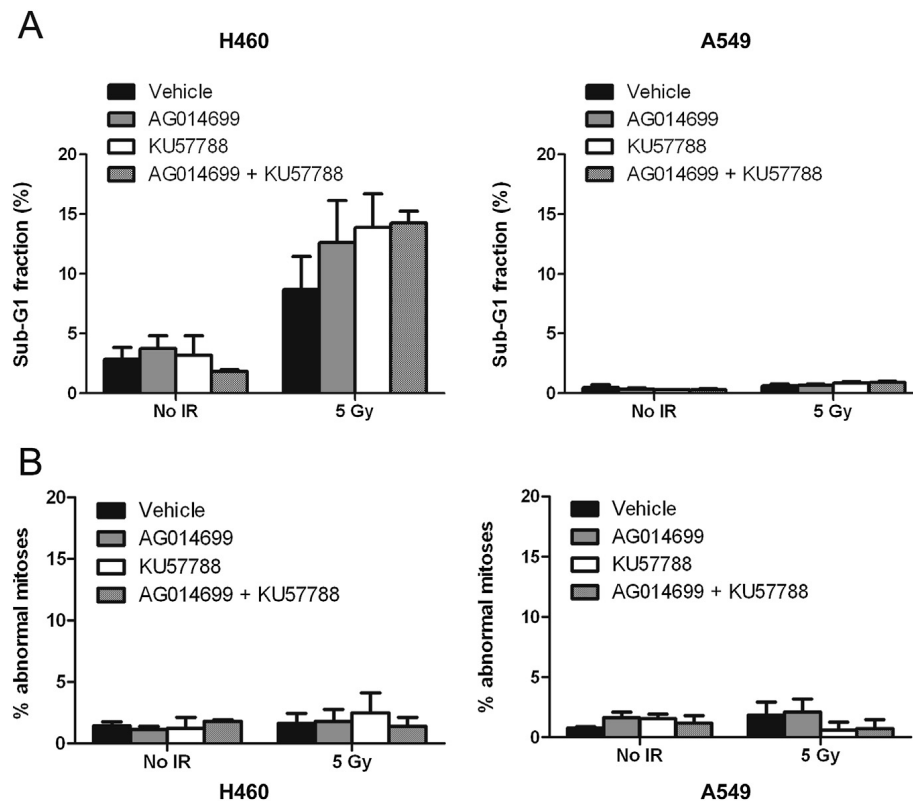 A
H460
Vehicle
AG014699
KU57788
AG014699 + KU57788
Sub-G1 fraction (%)
20
15
10
5
0
No IR
5 Gy
A549
Vehicle
AG014699
KU57788
AG014699 + KU57788
Sub-G1 fraction (%)
20
15
10
5
0
No IR
5 Gy
B
Vehicle
AG014699
KU57788
AG014699 + KU57788
% abnormal mitoses
20
15
10
5
0
No IR
5 Gy
H460
Vehicle
AG014699
KU57788
AG014699 + KU57788
% abnormal mitoses
20
15
10
5
0
No IR
5 Gy
A549